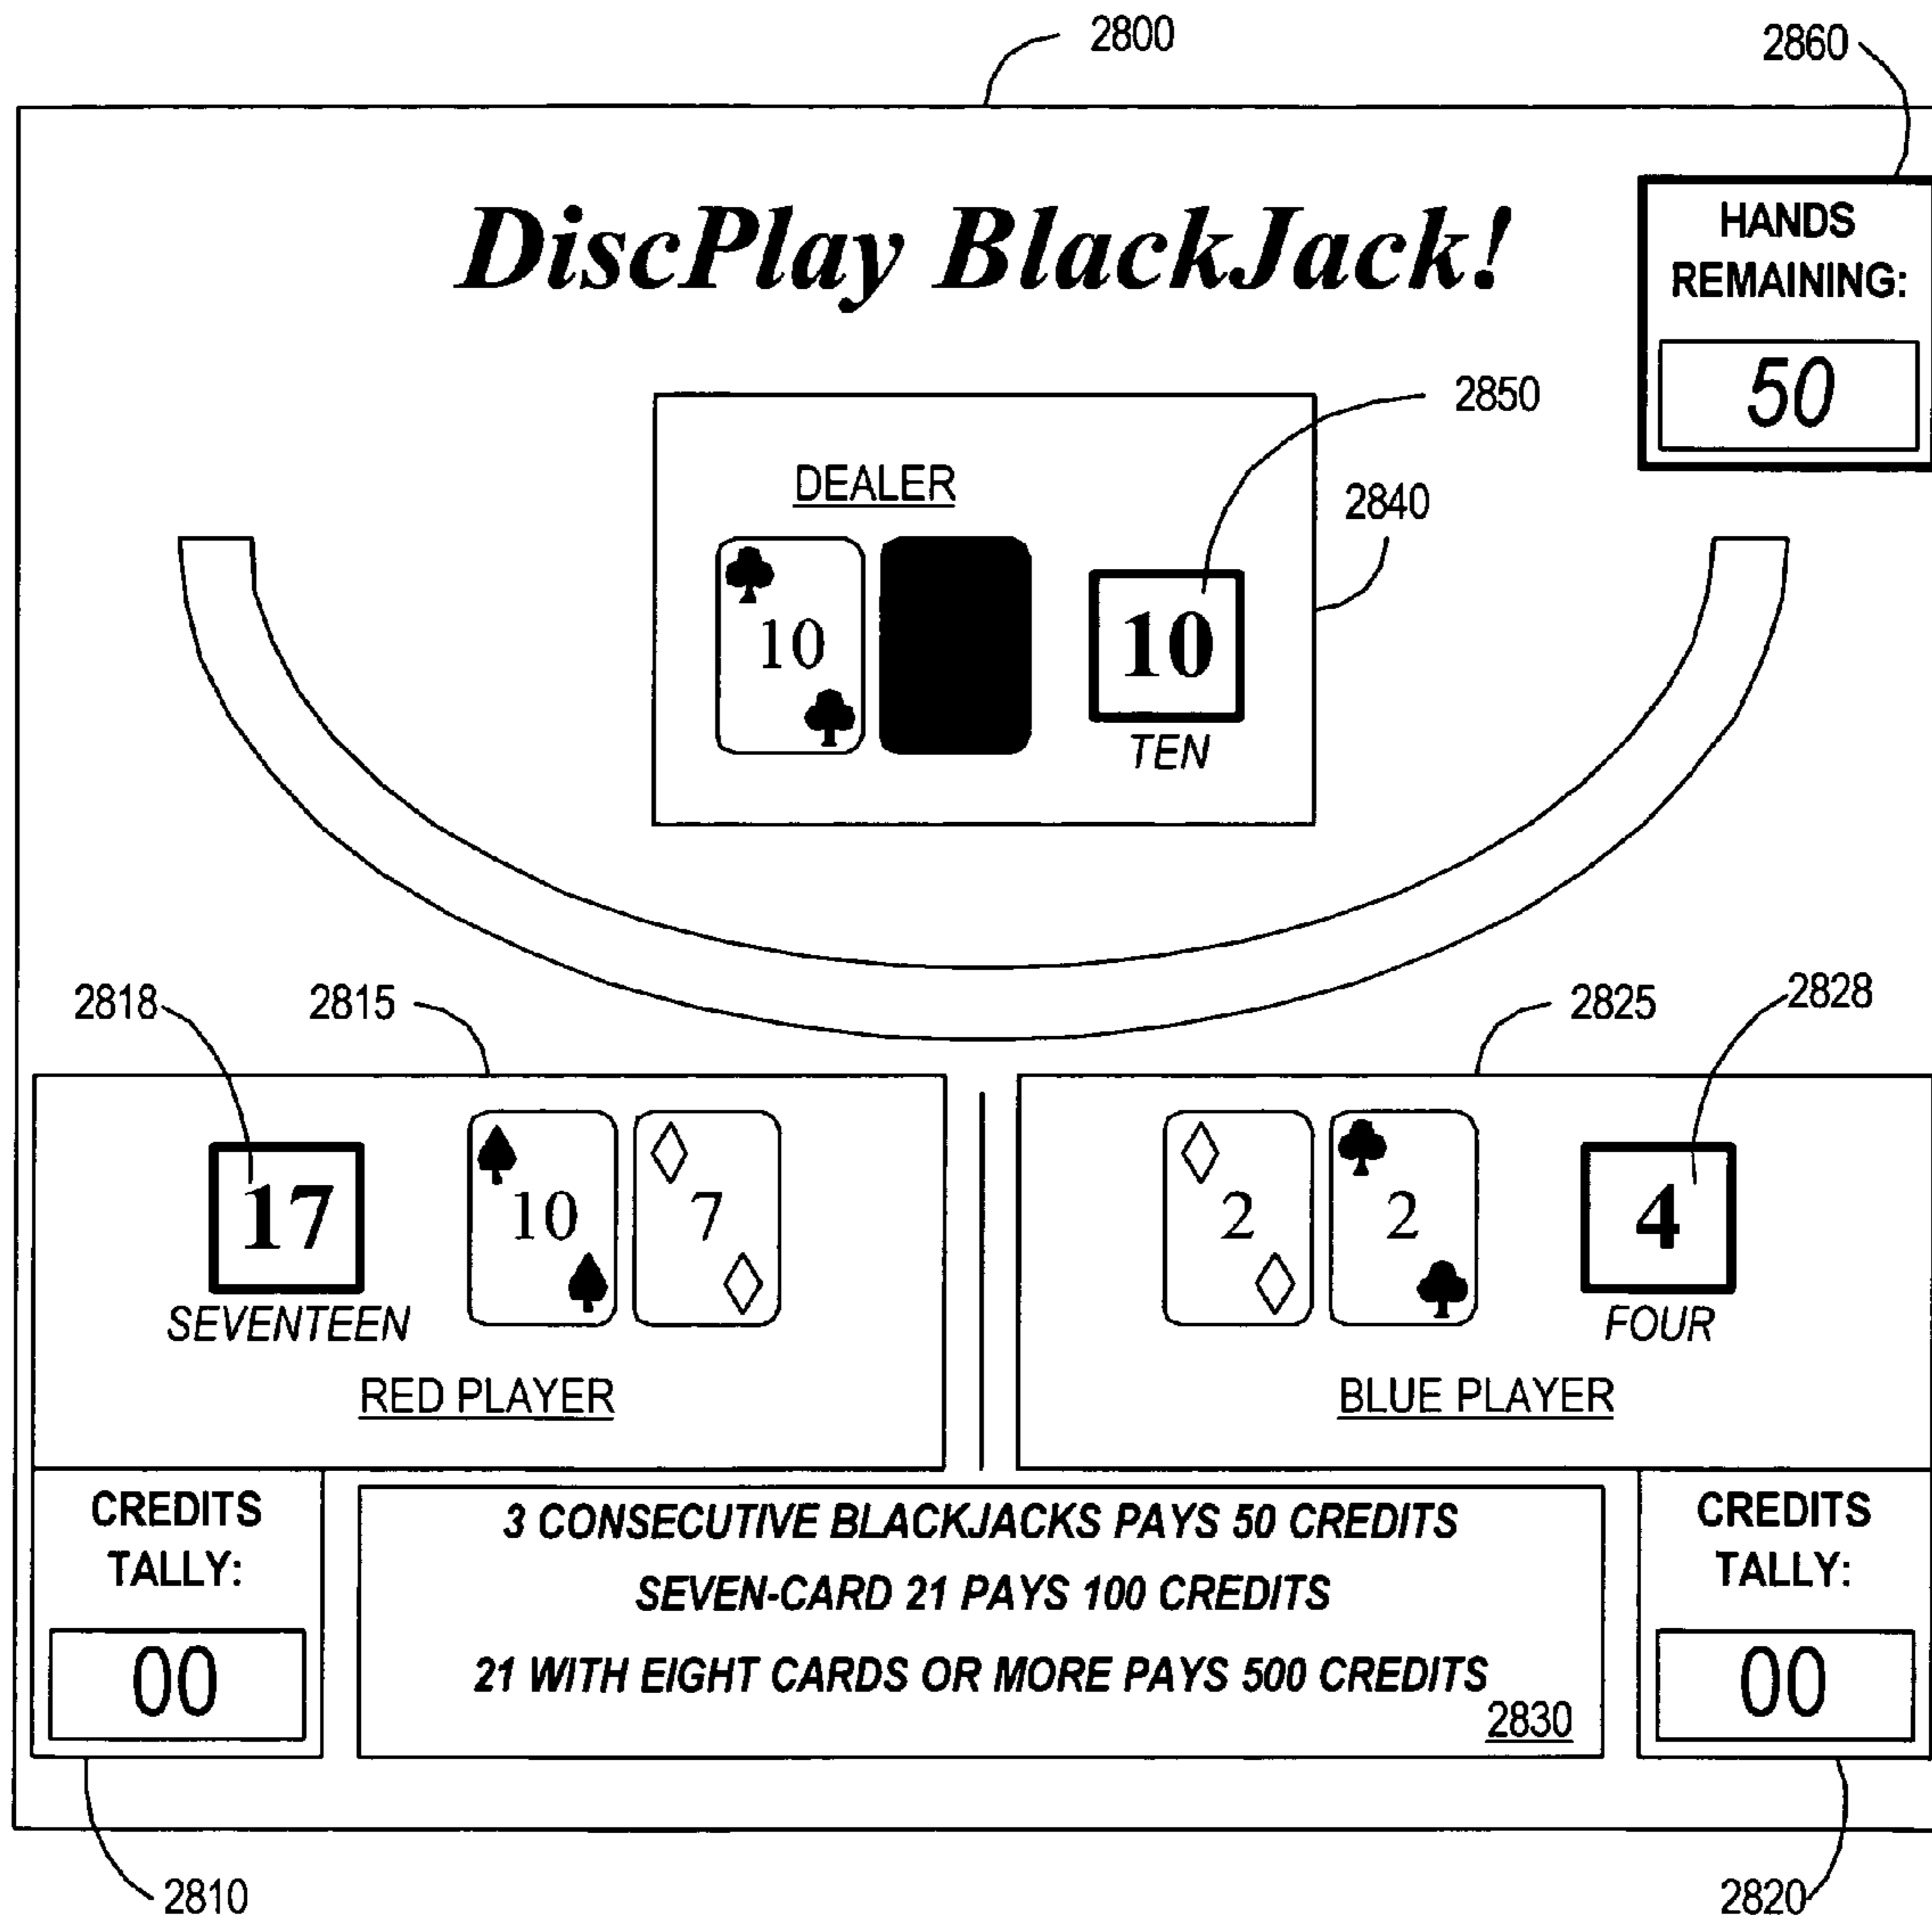 2800
2860
DiscPlay BlackJack!
HANDS
REMAINING:
50
2850
DEALER
2840
10
10
TEN
2818
2815
2825
2828
17
10
7
2
2
4
SEVENTEEN
FOUR
RED PLAYER
BLUE PLAYER
CREDITS
TALLY:
00
3 CONSECUTIVE BLACKJACKS PAYS 50 CREDITS
SEVEN-CARD 21 PAYS 100 CREDITS
21 WITH EIGHT CARDS OR MORE PAYS 500 CREDITS
2830
CREDITS
TALLY:
00
2810
2820